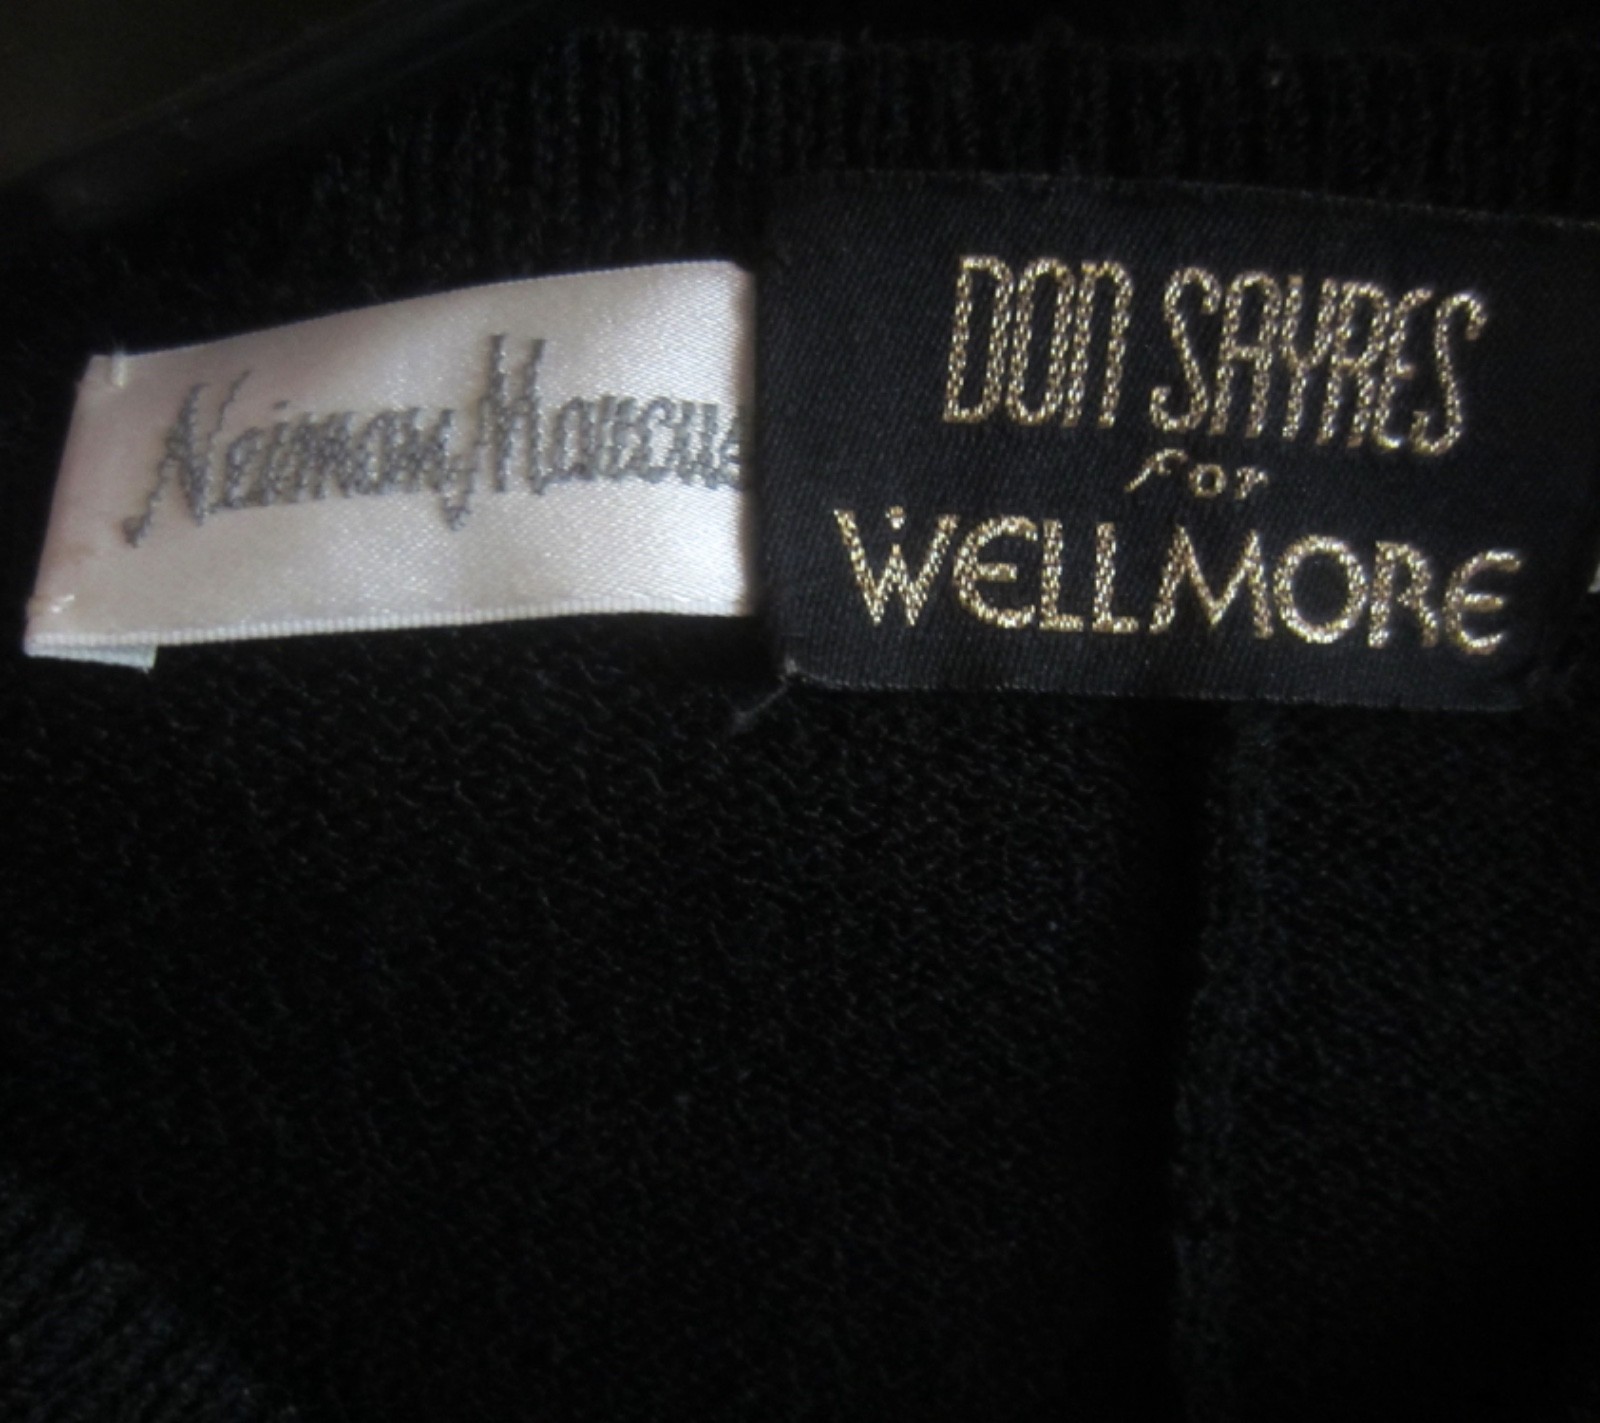 Neiman Marcus
DON SAYRES
for
WELLMORE